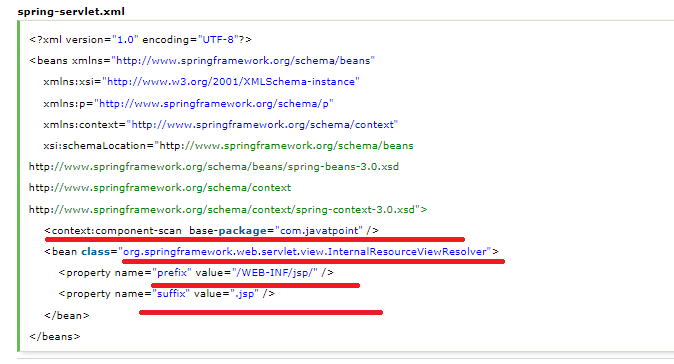 spring-servlet.xml
<?xml version="1.0" encoding="UTF-8"?>
<beans xmlns="http://www.springframework.org/schema/beans"
xmlns:xsi="http://www.w3.org/2001/XMLSchema-instance"
xmlns:p="http://www.springframework.org/schema/p"
xmlns:context="http://www.springframework.org/schema/context"
xsi:schemaLocation="http://www.springframework.org/schema/beans
http://www.springframework.org/schema/beans/spring-beans-3.0.xsd
http://www.springframework.org/schema/context
http://www.springframework.org/schema/context/spring-context-3.0.xsd">
<context:component-scan base-package="com.javatpoint" />
<bean class="org.springframework.web.servlet.view.InternalResourceViewResolver">
<property name="prefix" value="/WEB-INF/jsp/" />
<property name="suffix" value=".jsp" />
</bean>
</beans>